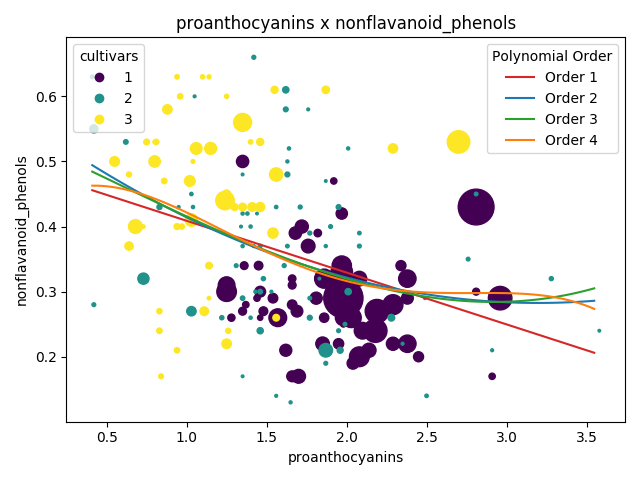 proanthocyanins x nonflavanoid_phenols
cultivars
1
2
3
Polynomial Order
Order 1
Order 2
Order 3
Order 4
nonflavanoid_phenols
0.6
0.5
0.4
0.3
0.2
0.5
1.0
1.5
2.0
2.5
3.0
3.5
proanthocyanins